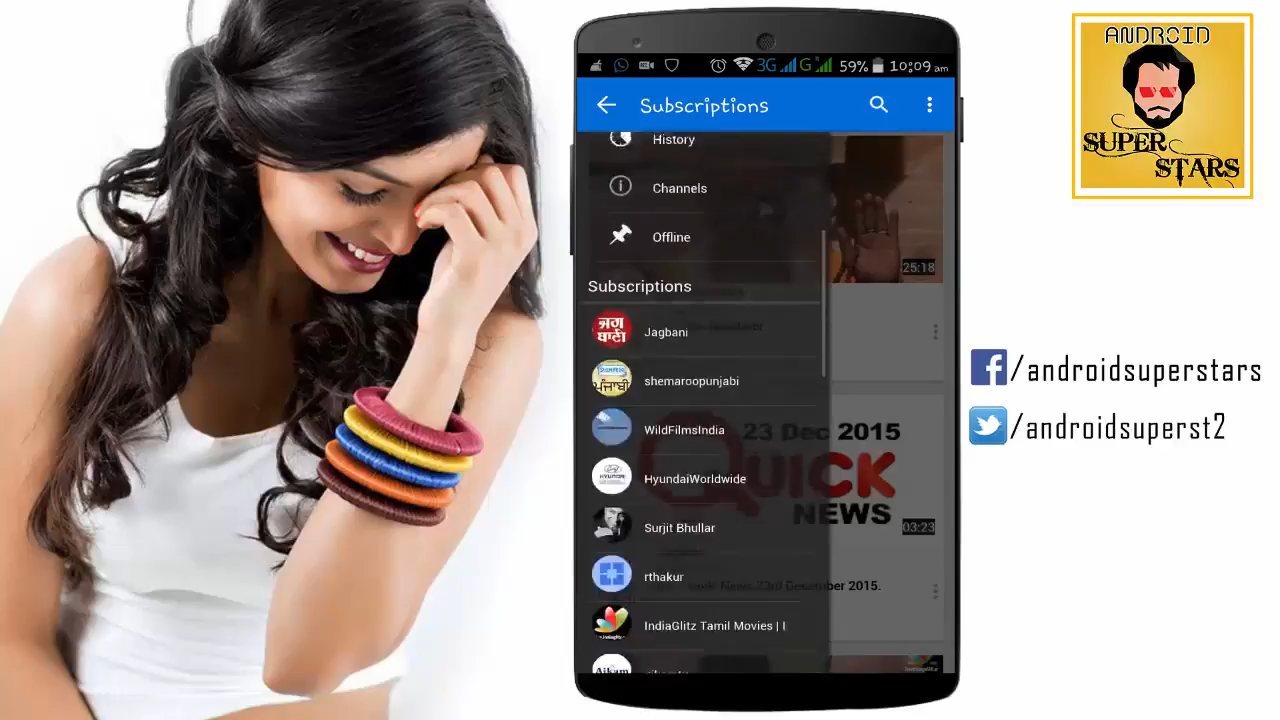 ANDROID
SUPER
STARS
3G
G
59%
10:09 am
Subscriptions
History
Channels
Offline
25:18
Subscriptions
ਜਗ
ਬਾਣੀ
Jagbani
SHEMAROO
ਪੰਜਾਬੀ
shemaroopunjabi
WildFilmsIndia
23 Dec 2015
QUICK
NEWS
03:23
HYUNDAI
HyundaiWorldwide
Surjit Bhullar
rthakur
News 23rd December 2015.
IndiaGlitz Tamil Movies | I
/androidsuperstars
/androidsuperst2